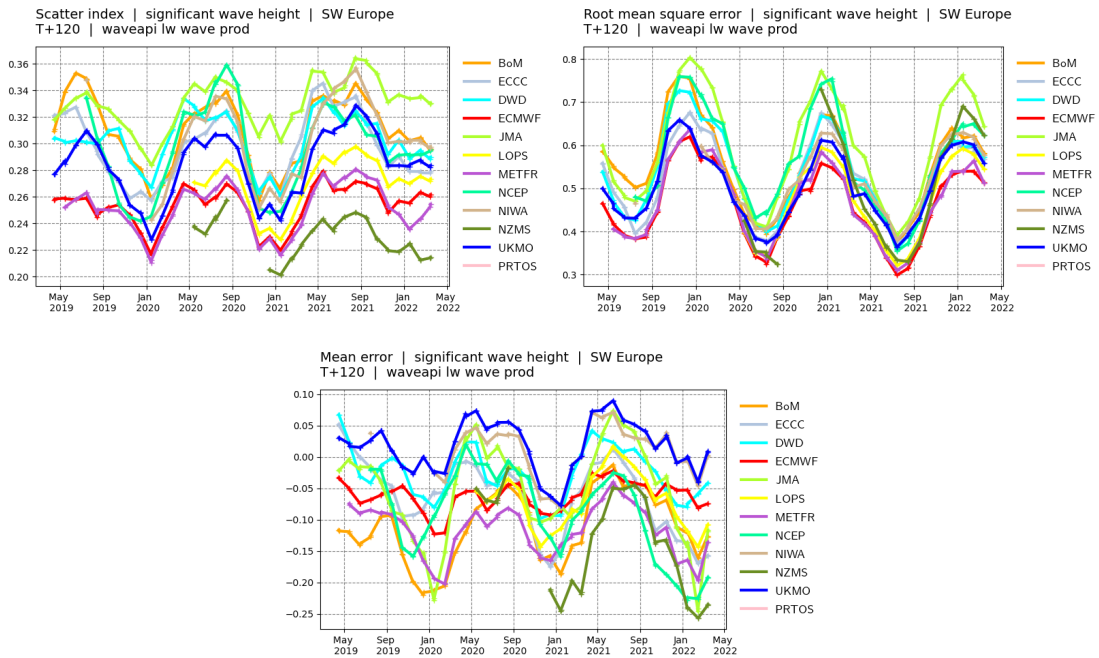 Scatter index | significant wave height | SW Europe
T+120 | waveapi lw wave prod
0.36
0.34
0.32
0.30
0.28
0.26
0.24
0.22
0.20
May
2019
Sep
2019
Jan
2020
May
2020
Sep
2020
Jan
2021
May
2021
Sep
2021
Jan
2022
May
2022
BoM
ECCC
DWD
ECMWF
JMA
LOPS
METFR
NCEP
NIWA
NZMS
UKMO
PRTOS
Root mean square error | significant wave height | SW Europe
T+120 | waveapi lw wave prod
0.8
0.7
0.6
0.5
0.4
0.3
May
2019
Sep
2019
Jan
2020
May
2020
Sep
2020
Jan
2021
May
2021
Sep
2021
Jan
2022
May
2022
BoM
ECCC
DWD
ECMWF
JMA
LOPS
METFR
NCEP
NIWA
NZMS
UKMO
PRTOS
Mean error | significant wave height | SW Europe
T+120 | waveapi lw wave prod
0.10
0.05
0.00
−0.05
−0.10
−0.15
−0.20
−0.25
May
2019
Sep
2019
Jan
2020
May
2020
Sep
2020
Jan
2021
May
2021
Sep
2021
Jan
2022
May
2022
BoM
ECCC
DWD
ECMWF
JMA
LOPS
METFR
NCEP
NIWA
NZMS
UKMO
PRTOS